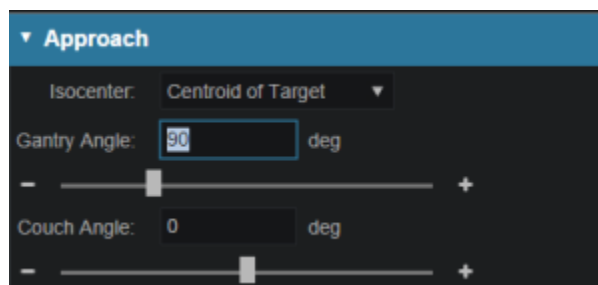 ▼ Approach
Isocenter: Centroid of Target ▼
Gantry Angle: 90 deg
− +
Couch Angle: 0 deg
− +